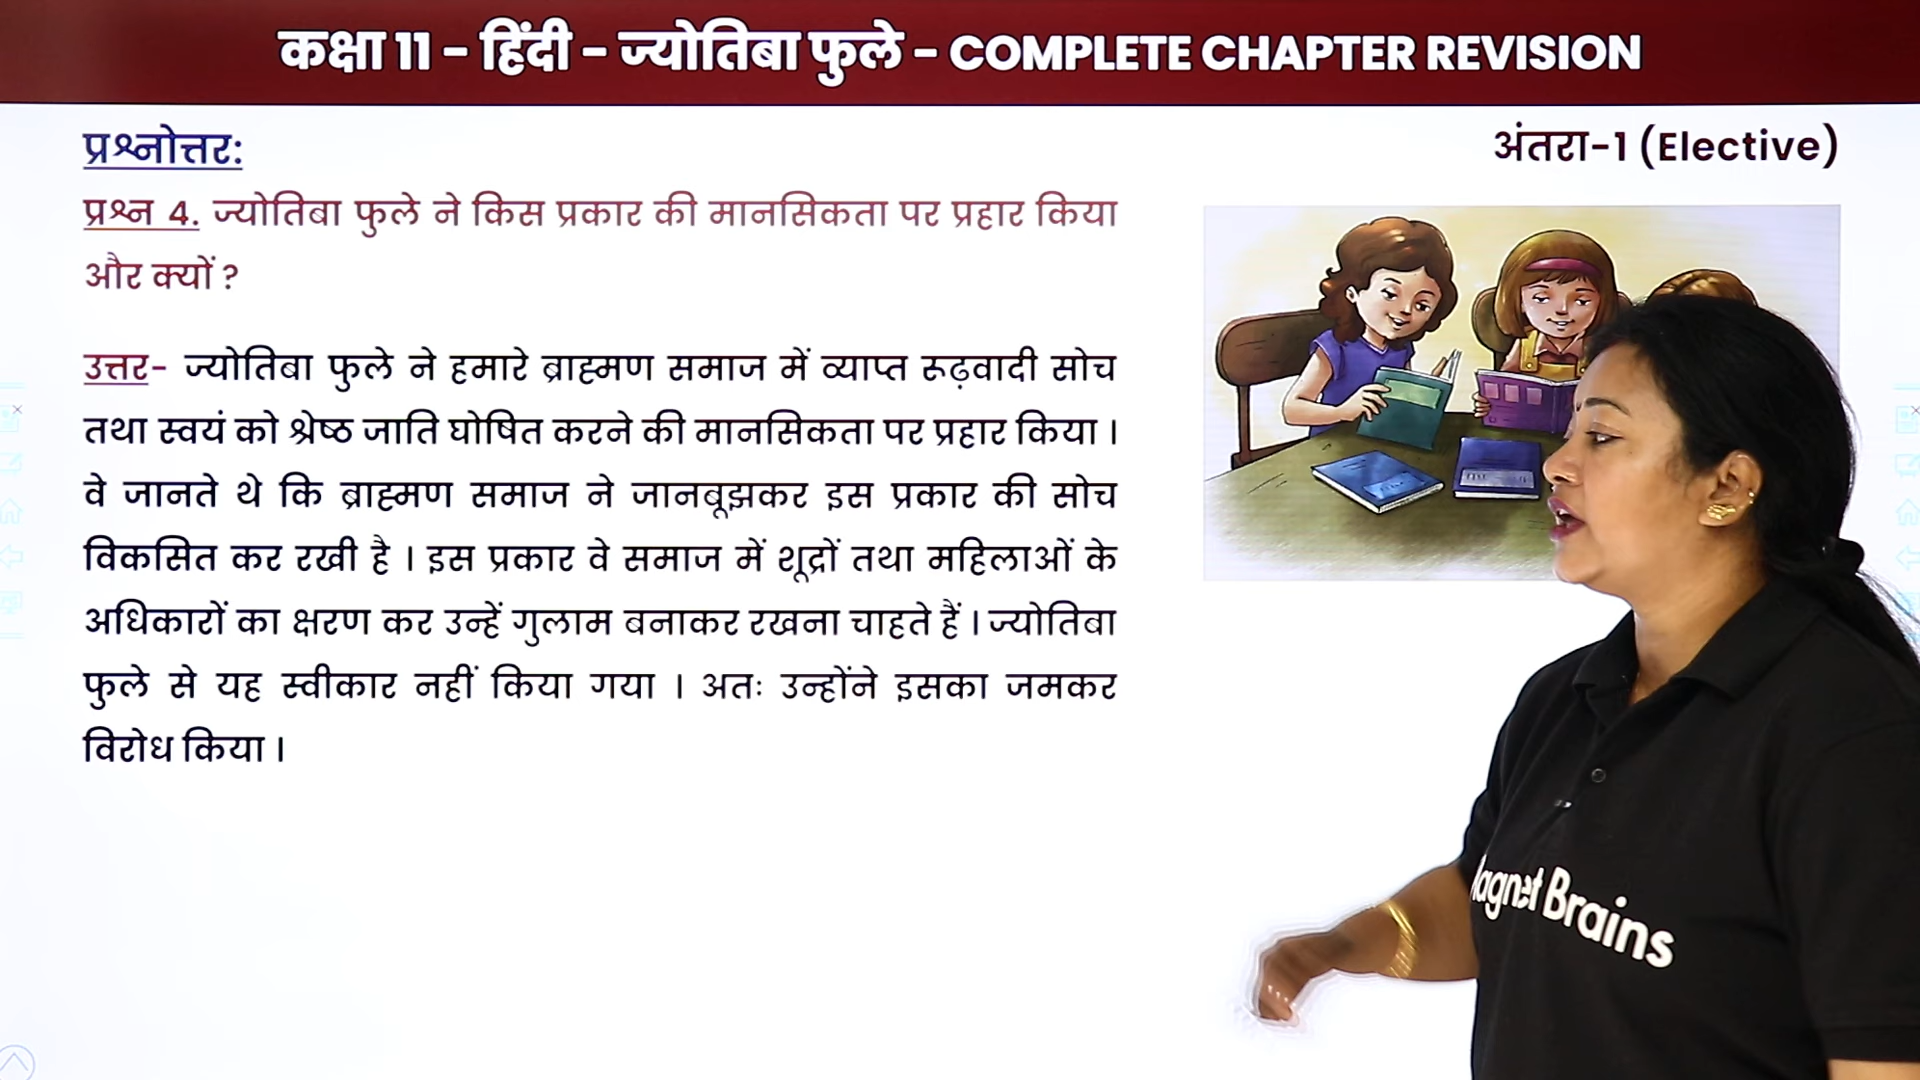 कक्षा 11 - हिंदी - ज्योतिबा फुले - COMPLETE CHAPTER REVISION
प्रश्नोत्तर:
अंतरा-1 (Elective)
प्रश्न 4. ज्योतिबा फुले ने किस प्रकार की मानसिकता पर प्रहार किया
और क्यों ?
उत्तर- ज्योतिबा फुले ने हमारे ब्राह्मण समाज में व्याप्त रूढ़वादी सोच
तथा स्वयं को श्रेष्ठ जाति घोषित करने की मानसिकता पर प्रहार किया ।
वे जानते थे कि ब्राह्मण समाज ने जानबूझकर इस प्रकार की सोच
विकसित कर रखी है । इस प्रकार वे समाज में शूद्रों तथा महिलाओं के
अधिकारों का क्षरण कर उन्हें गुलाम बनाकर रखना चाहते हैं । ज्योतिबा
फुले से यह स्वीकार नहीं किया गया । अतः उन्होंने इसका जमकर
विरोध किया ।
agnet Brains